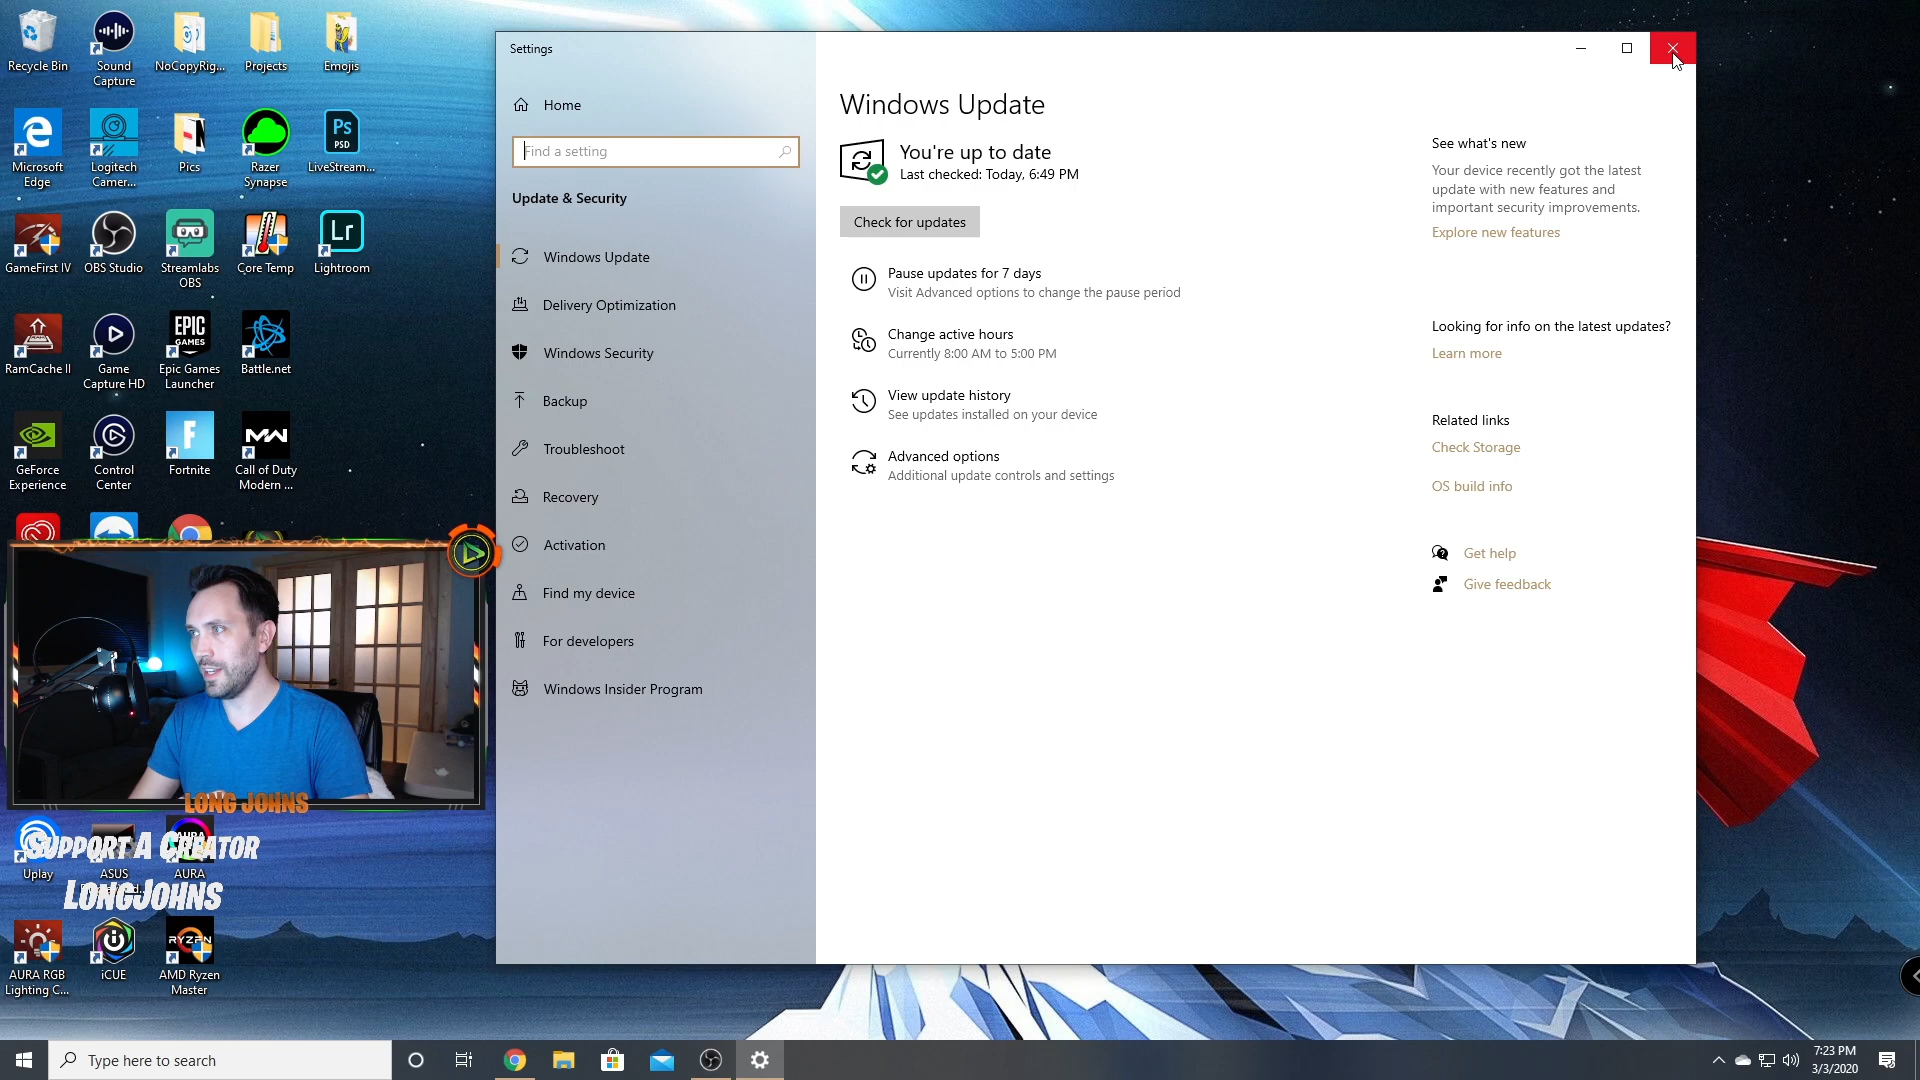 Recycle Bin
Sound
Capture
NoCopyRig...
Projects
Emojis
Microsoft
Edge
Logitech
Camer...
Pics
Razer
Synapse
Ps
PSD
LiveStream...
GameFirst IV
OBS Studio
Streamlabs
OBS
Core Temp
Lr
Lightroom
RamCache II
Game
Capture HD
EPIC
GAMES
Epic Games
Launcher
Battle.net
GeForce
Experience
Control
Center
Fortnite
MW
Call of Duty
Modern ...
LONG JOHNS
SUPPORT A CREATOR
LONGJOHNS
Uplay
ASUS
AURA
AURA RGB
Lighting C...
iCUE
RYZEN
AMD Ryzen
Master
Settings
Home
Find a setting
Update & Security
Windows Update
Delivery Optimization
Windows Security
Backup
Troubleshoot
Recovery
Activation
Find my device
For developers
Windows Insider Program
Windows Update
You're up to date
Last checked: Today, 6:49 PM
Check for updates
Pause updates for 7 days
Visit Advanced options to change the pause period
Change active hours
Currently 8:00 AM to 5:00 PM
View update history
See updates installed on your device
Advanced options
Additional update controls and settings
See what's new
Your device recently got the latest
update with new features and
important security improvements.
Explore new features
Looking for info on the latest updates?
Learn more
Related links
Check Storage
OS build info
Get help
Give feedback
Type here to search
7:23 PM
3/3/2020